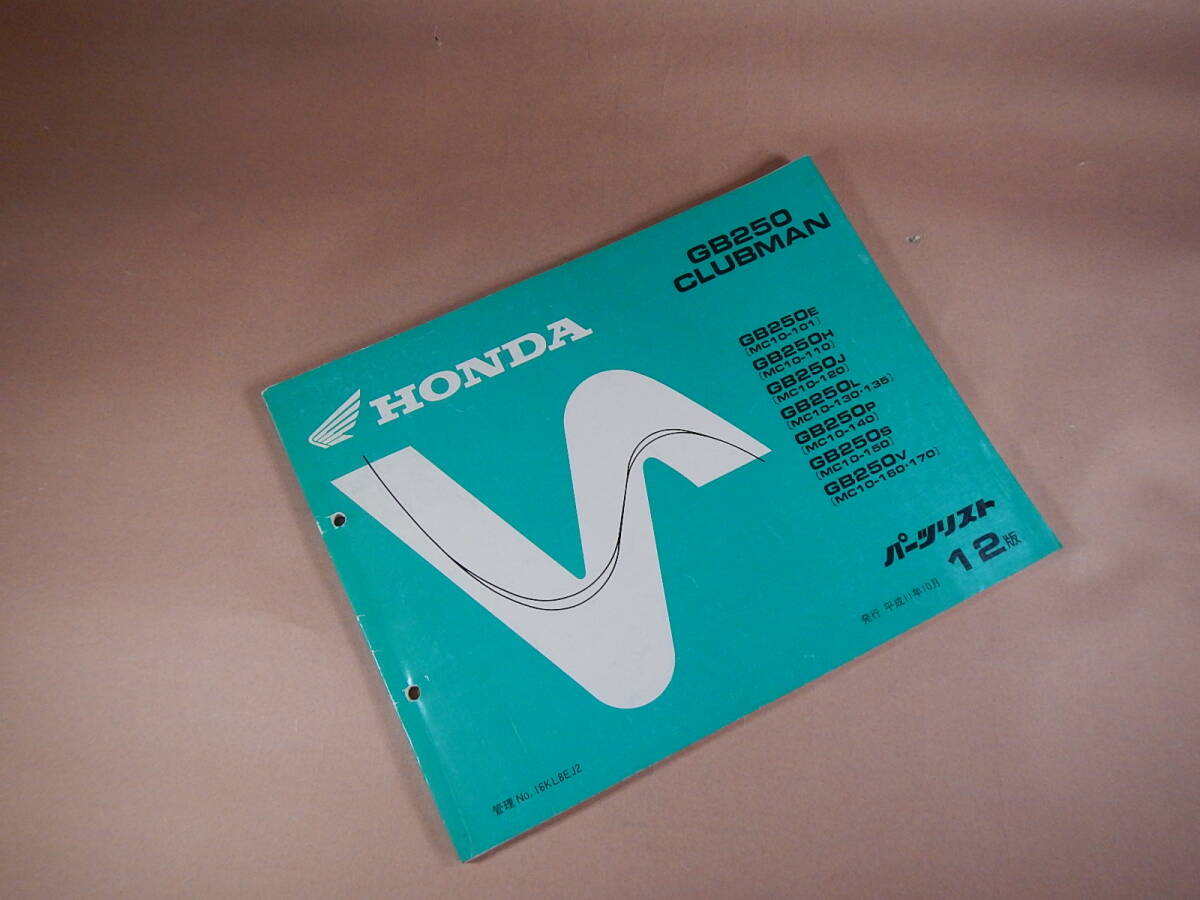 GB250
CLUBMAN
HONDA
GB250E
(MC10-101)
GB250H
(MC10-110)
GB250J
(MC10-120)
GB250L
(MC10-130・135)
GB250P
(MC10-140)
GB250S
(MC10-150)
GB250V
(MC10-160・170)
パーツリスト
12版
発行 平成11年10月
管理 No. 16KL8EJ2